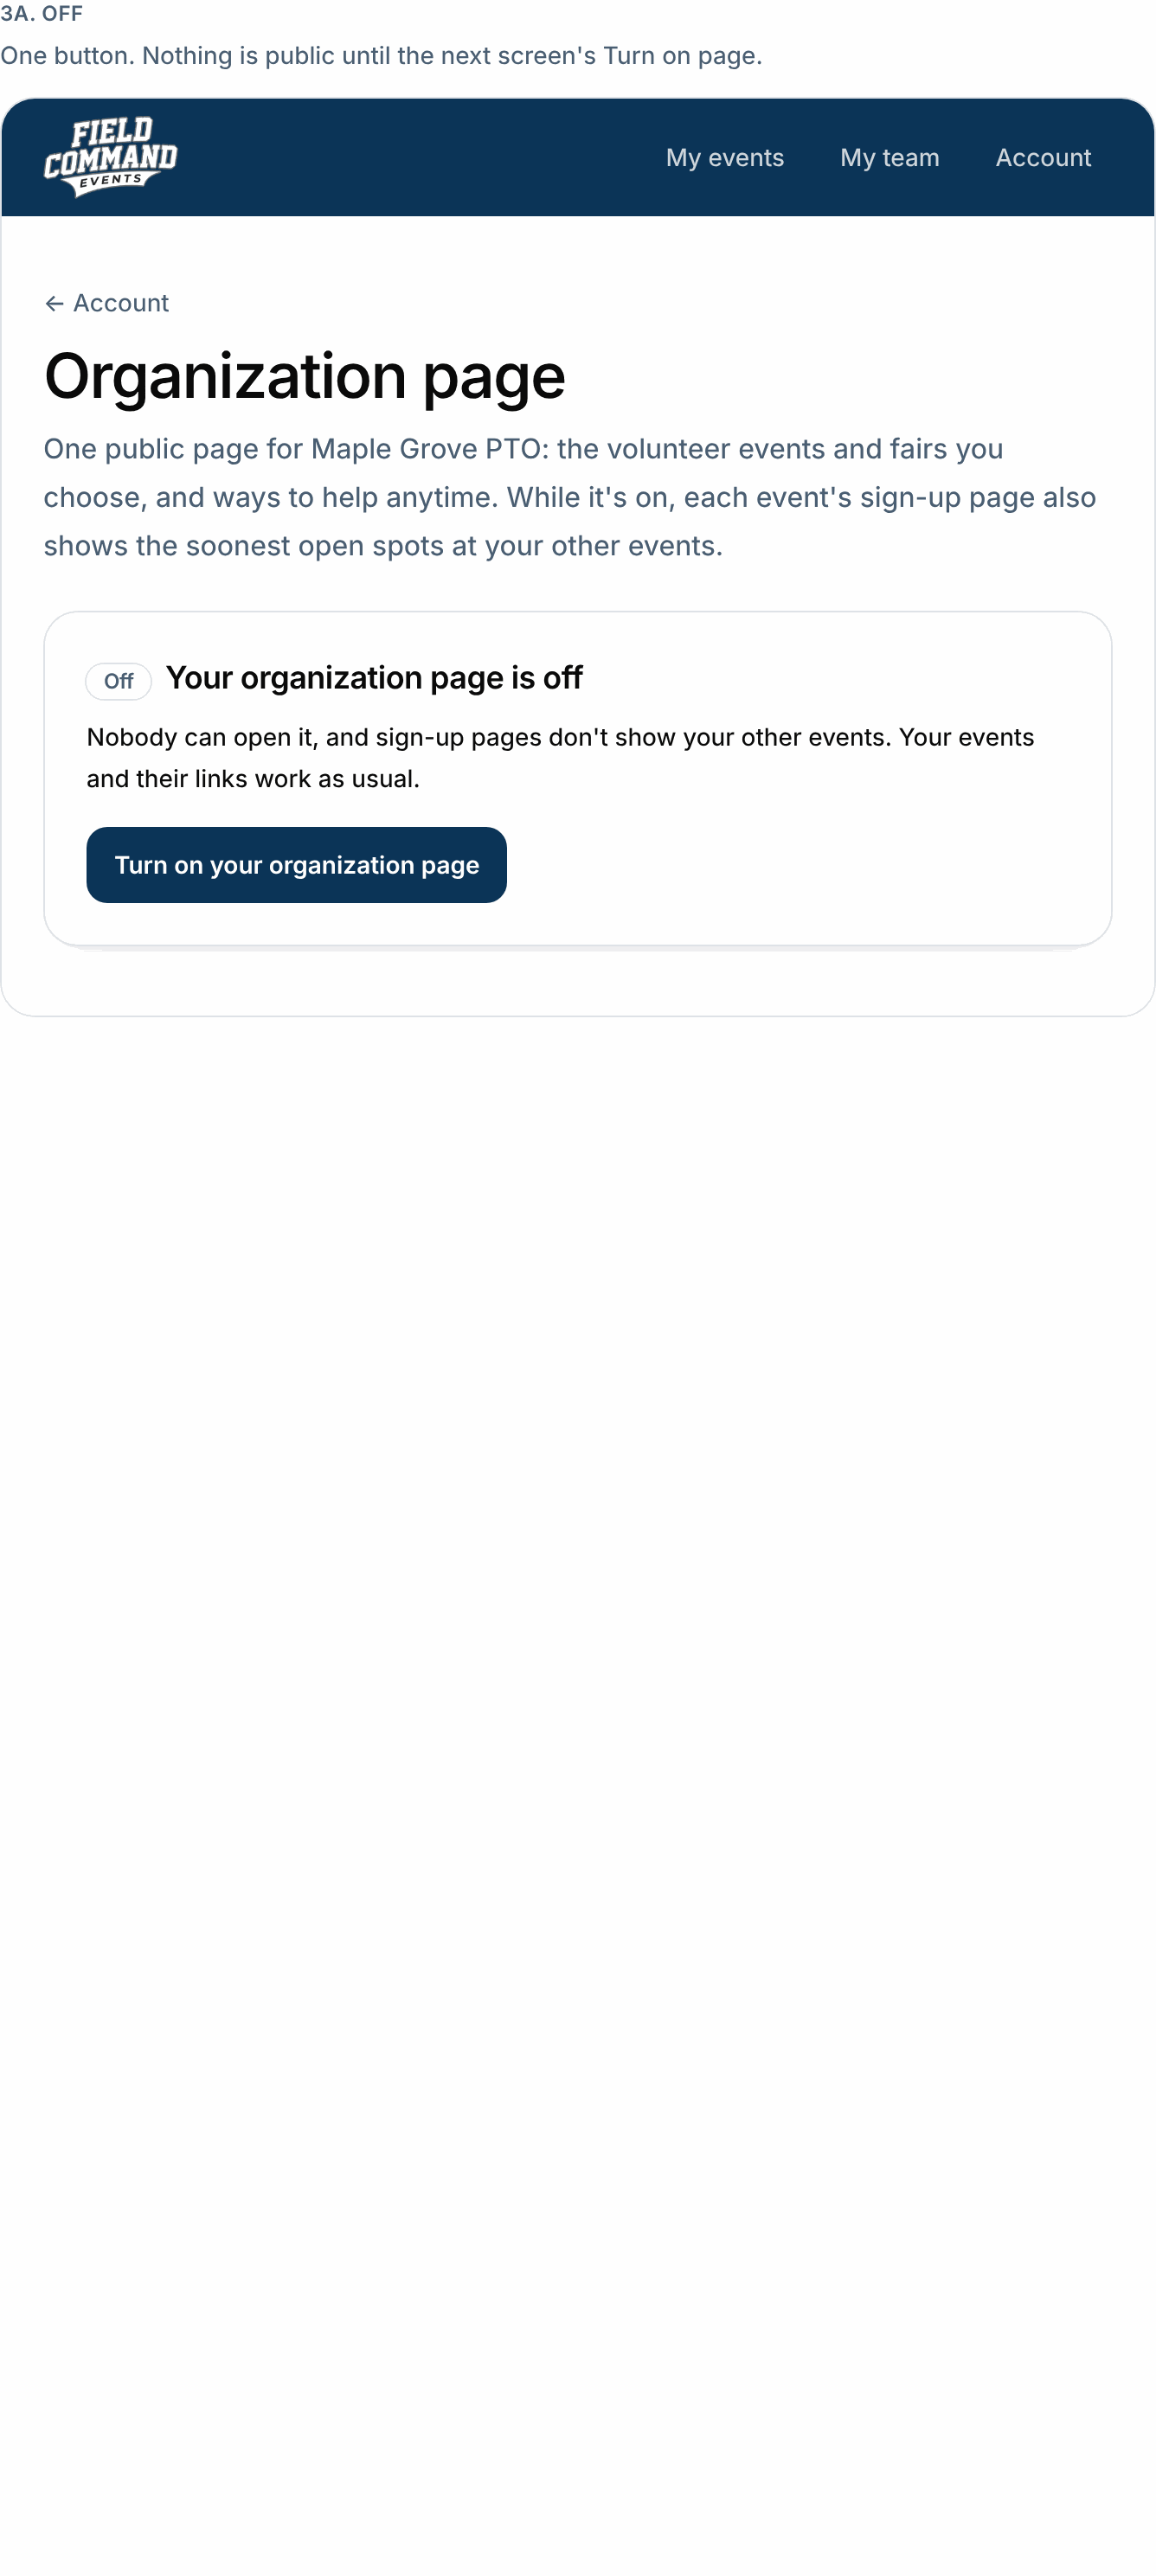 3A. OFF
One button. Nothing is public until the next screen's Turn on page.
FIELD
COMMAND
EVENTS
My events
My team
Account
← Account
Organization page
One public page for Maple Grove PTO: the volunteer events and fairs you
choose, and ways to help anytime. While it's on, each event's sign-up page also
shows the soonest open spots at your other events.
Off
Your organization page is off
Nobody can open it, and sign-up pages don't show your other events. Your events
and their links work as usual.
Turn on your organization page